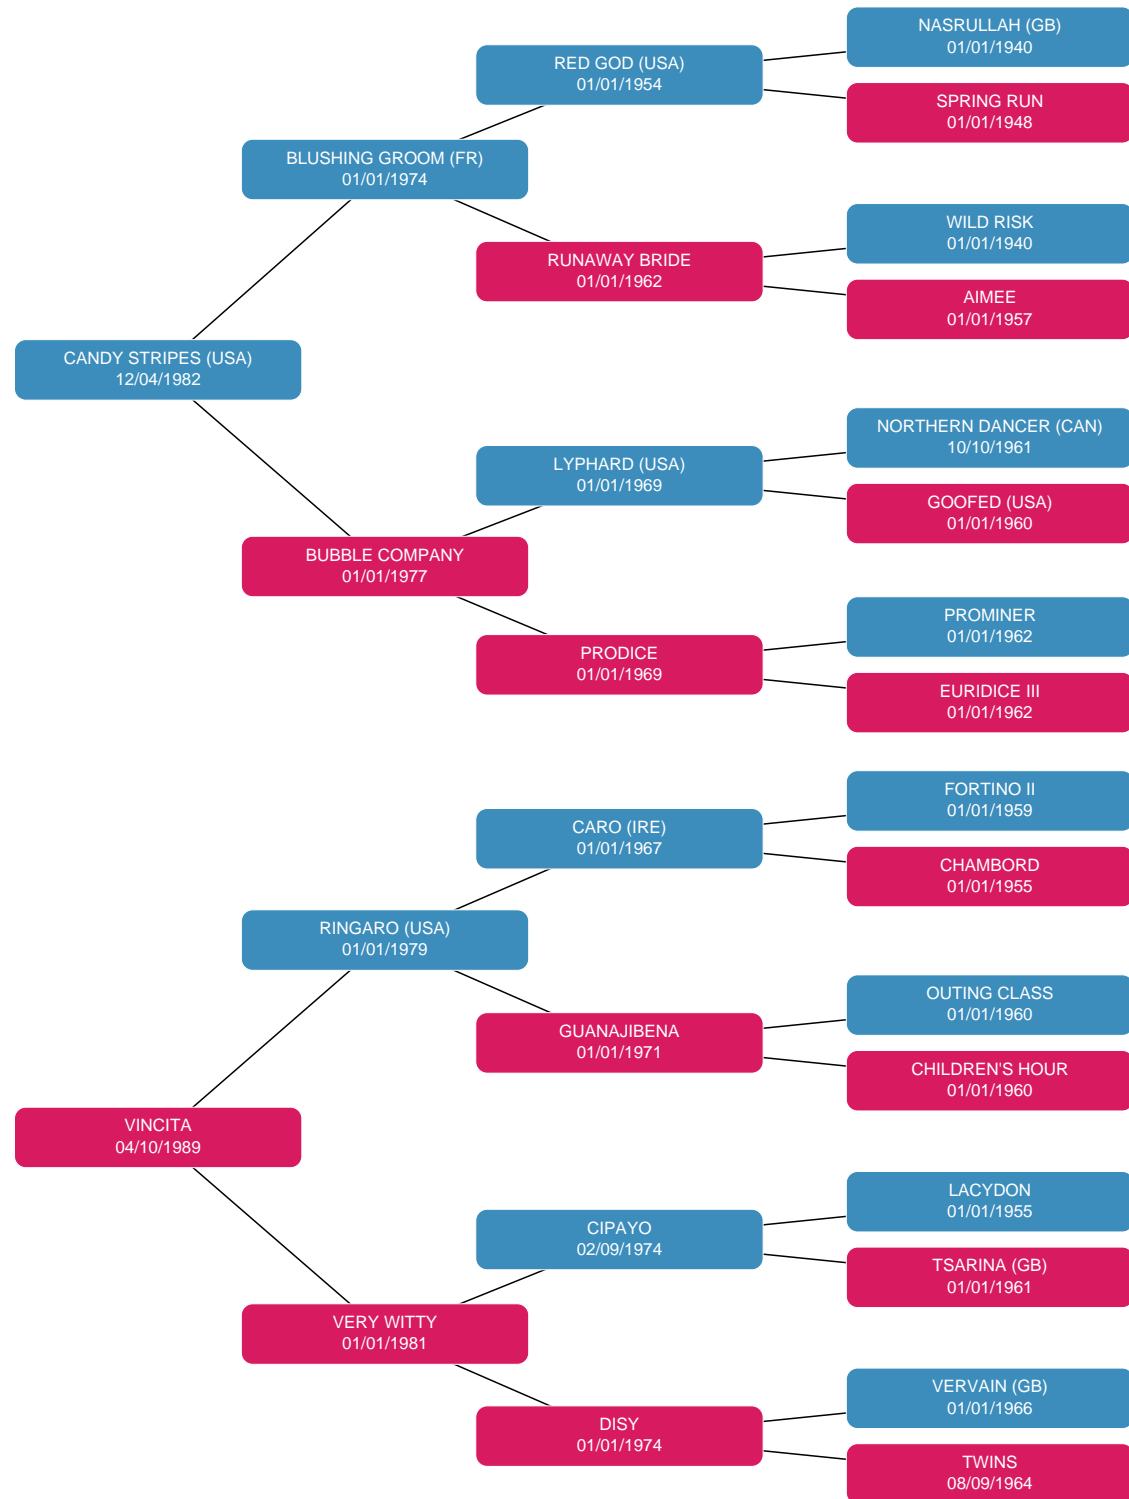 NASRULLAH (GB)
01/01/1940
RED GOD (USA)
01/01/1954
SPRING RUN
01/01/1948
BLUSHING GROOM (FR)
01/01/1974
WILD RISK
01/01/1940
RUNAWAY BRIDE
01/01/1962
AIMEE
01/01/1957
CANDY STRIPES (USA)
12/04/1982
NORTHERN DANCER (CAN)
10/10/1961
LYPHARD (USA)
01/01/1969
GOOFED (USA)
01/01/1960
BUBBLE COMPANY
01/01/1977
PROMINER
01/01/1962
PRODICE
01/01/1969
EURIDICE III
01/01/1962
FORTINO II
01/01/1959
CARO (IRE)
01/01/1967
CHAMBORD
01/01/1955
RINGARO (USA)
01/01/1979
OUTING CLASS
01/01/1960
GUANAJIBENA
01/01/1971
CHILDREN'S HOUR
01/01/1960
VINCITA
04/10/1989
LACYDON
01/01/1955
CIPAYO
02/09/1974
TSARINA (GB)
01/01/1961
VERY WITTY
01/01/1981
VERVAIN (GB)
01/01/1966
DISY
01/01/1974
TWINS
08/09/1964